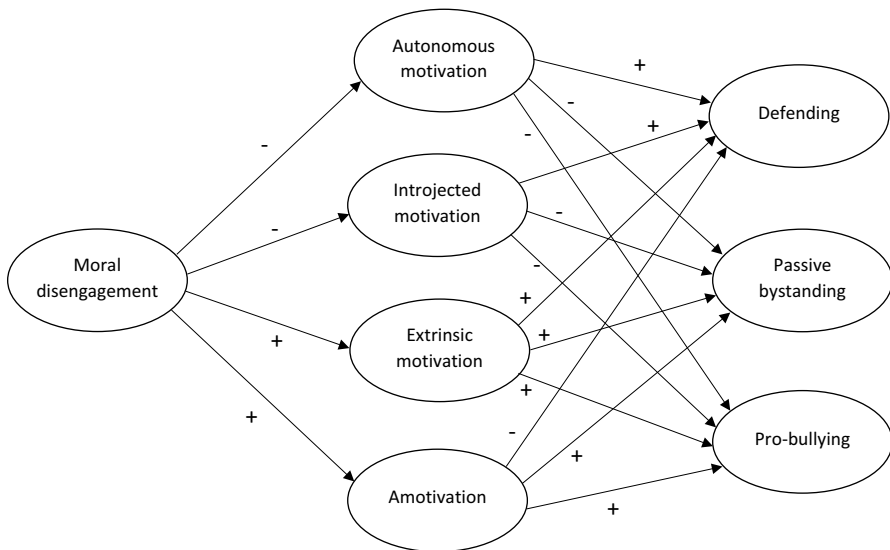 Autonomous
motivation
+
-
Defending
-
+
-
Introjected
motivation
-
-
Moral
disengagement
-
+
Passive
bystanding
+
Extrinsic
motivation
+
+
+
-
Pro-bullying
+
Amotivation
+